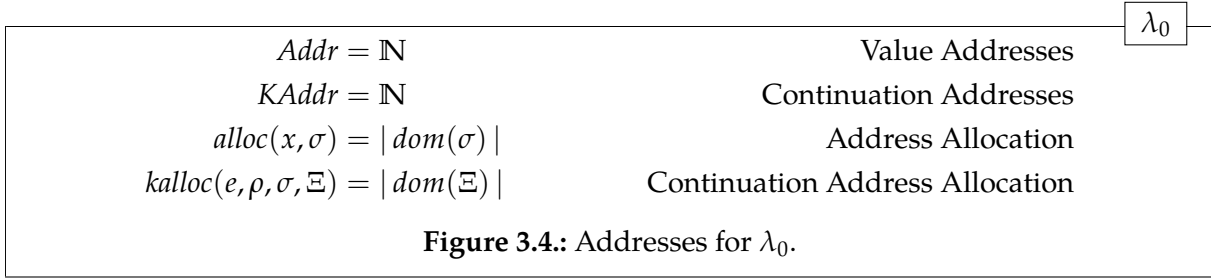 λ0
Addr = ℕ Value Addresses
KAddr = ℕ Continuation Addresses
alloc(x, σ) = | dom(σ) | Address Allocation
kalloc(e, ρ, σ, Ξ) = | dom(Ξ) | Continuation Address Allocation
Figure 3.4.: Addresses for λ0.